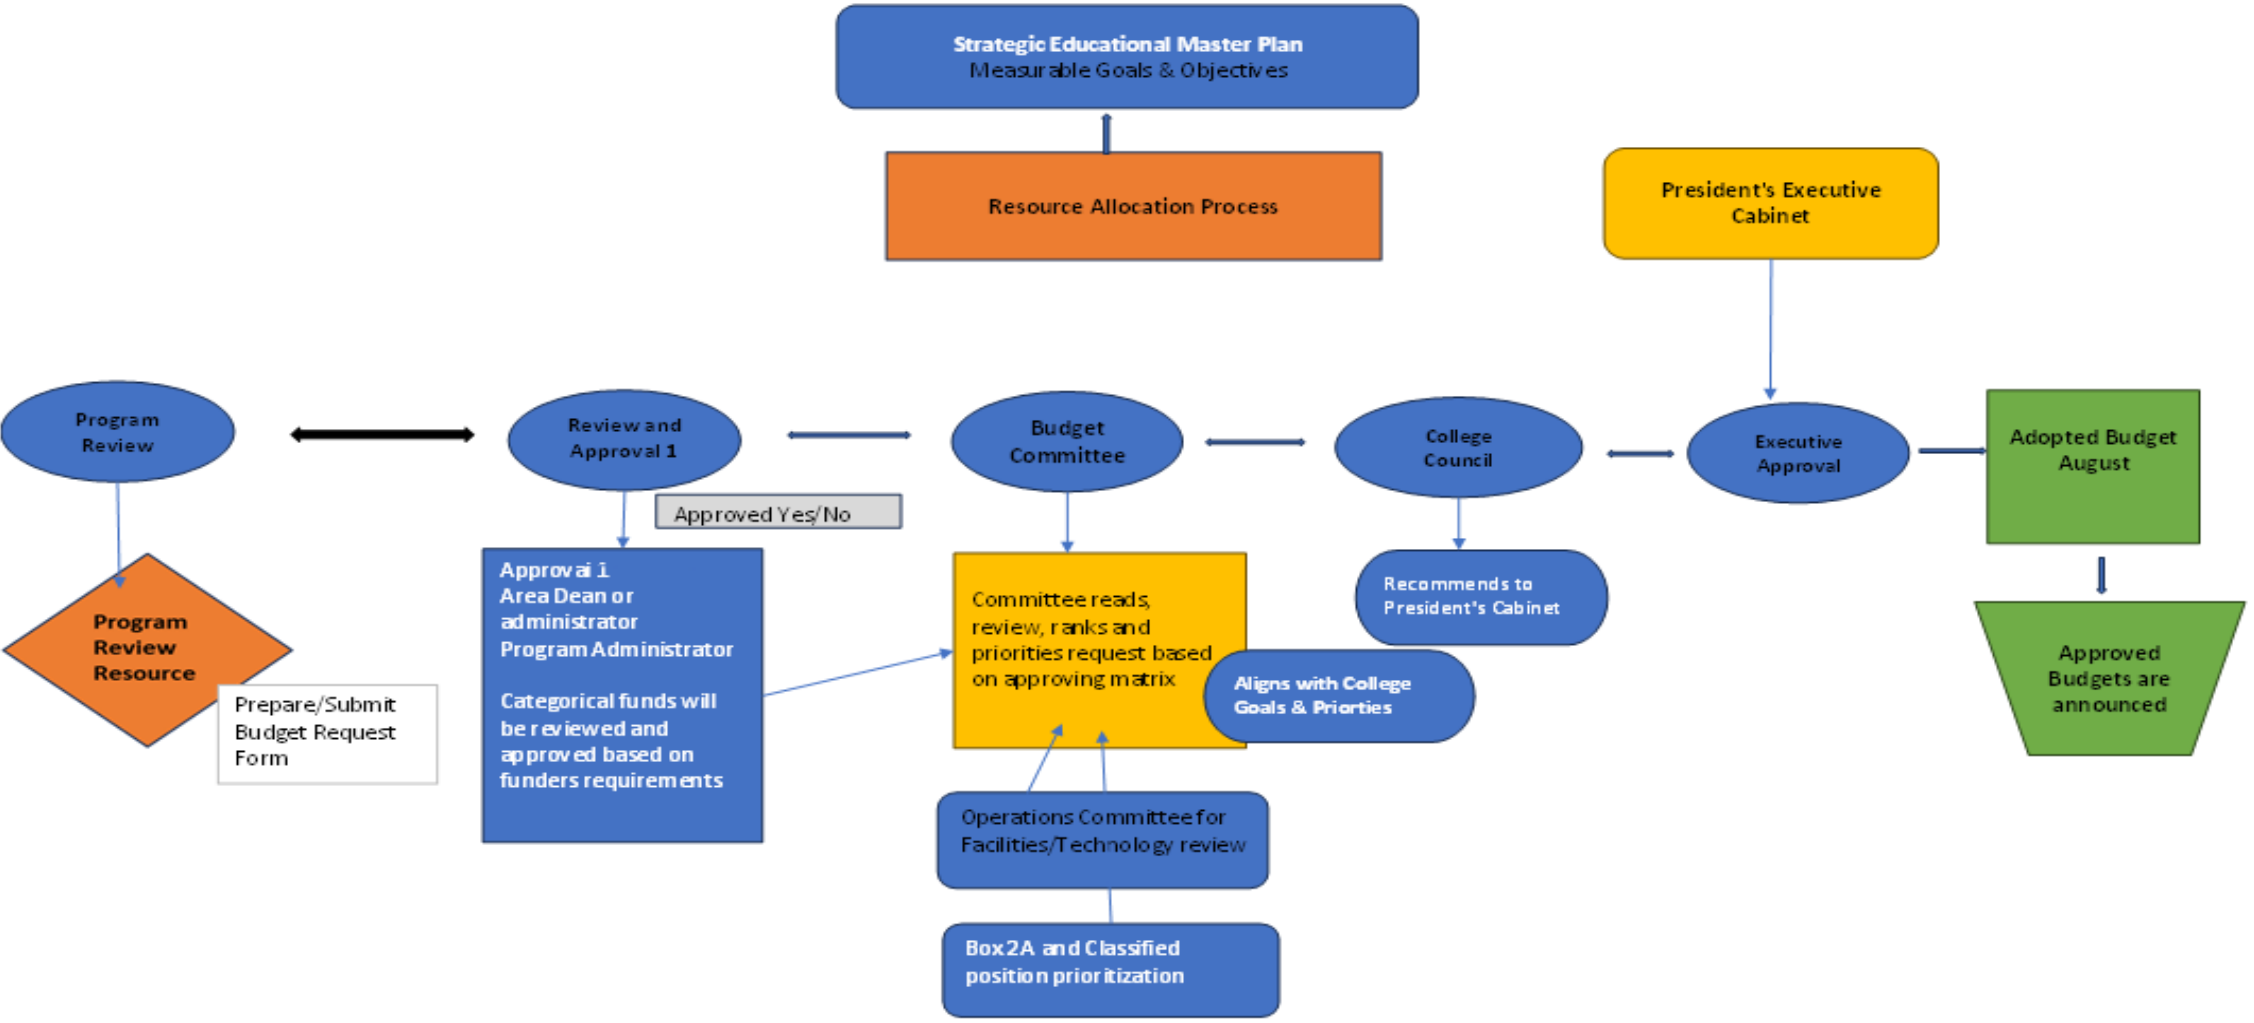 Strategic Educational Master Plan
Measurable Goals & Objectives
Resource Allocation Process
President's Executive
Cabinet
Program
Review
Review and
Approval 1
Budget
Committee
College
Council
Executive
Approval
Adopted Budget
August
Approved Yes/No
Program
Review
Resource
Prepare/Submit
Budget Request
Form
Approval 1
Area Dean or
administrator
Program Administrator
Categorical funds will
be reviewed and
approved based on
funders requirements
Committee reads,
review, ranks and
priorities request based
on approving matrix
Recommends to
President's Cabinet
Aligns with College
Goals & Priorties
Approved
Budgets are
announced
Operations Committee for
Facilities/Technology review
Box2A and Classified
position prioritization